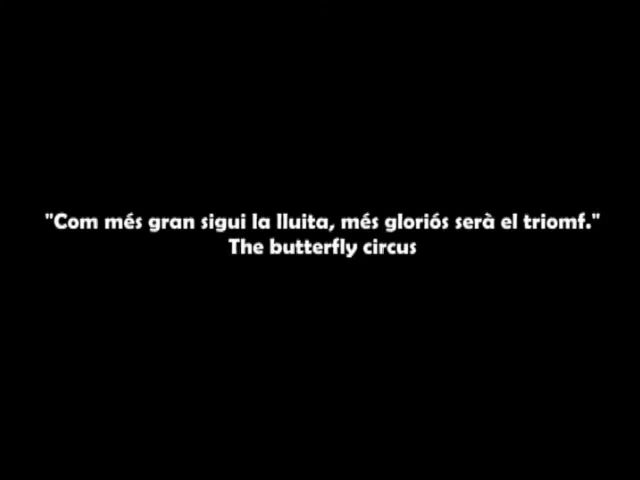 "Com més gran sigui la lluita, més gloriós serà el triomf."
The butterfly circus